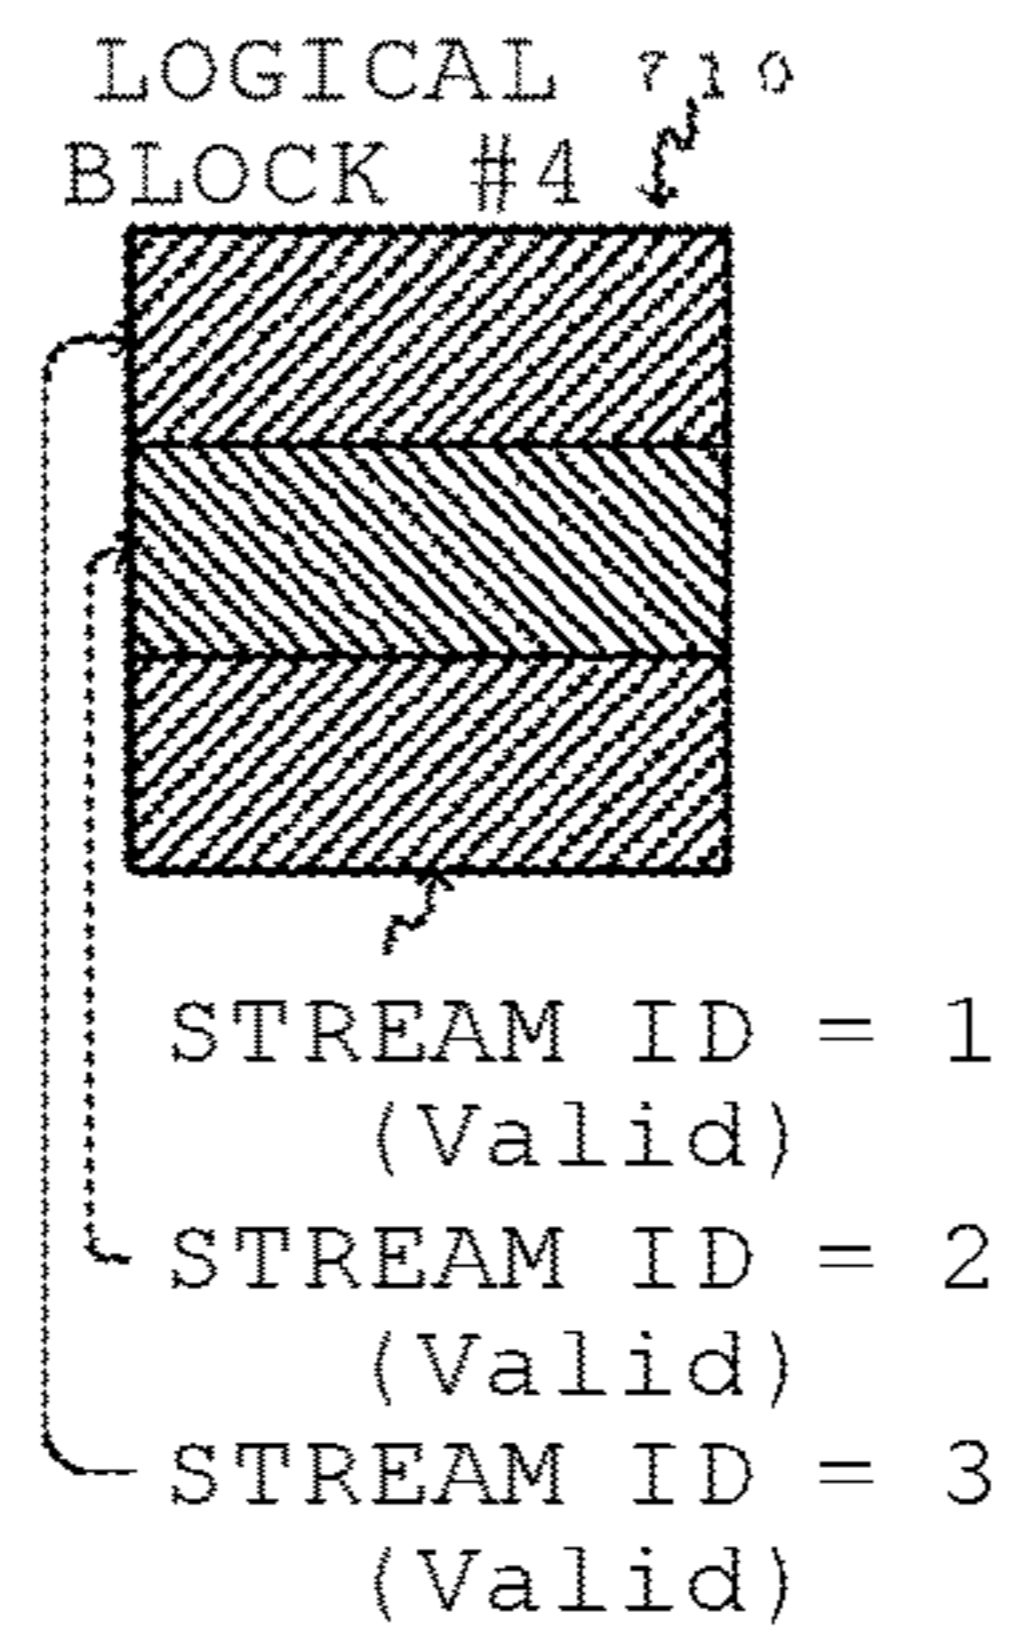 LOGICAL 710
BLOCK #4
STREAM ID = 1
(Valid)
STREAM ID = 2
(Valid)
STREAM ID = 3
(Valid)